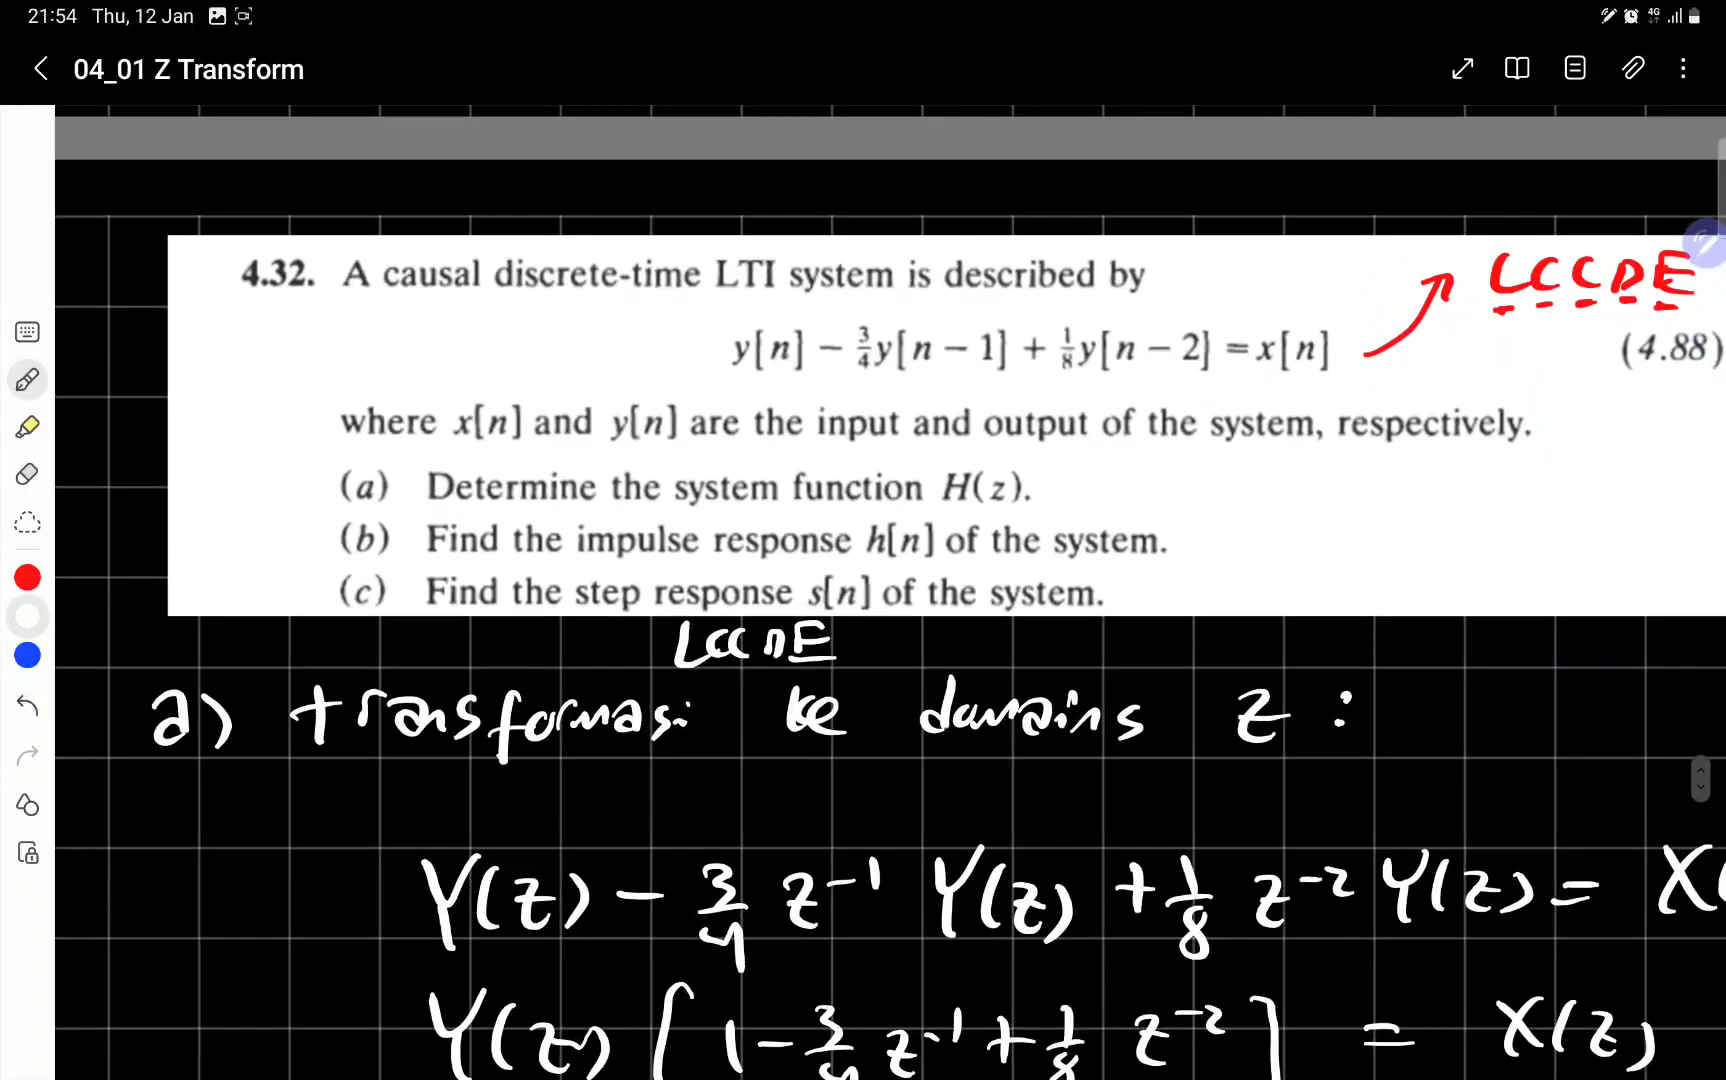 21:54 Thu, 12 Jan 4G
04_01 Z Transform
4.32. A causal discrete-time LTI system is described by
LCCDE
y[n] − 3/4 y[n − 1] + 1/8 y[n − 2] = x[n] (4.88)
where x[n] and y[n] are the input and output of the system, respectively.
(a) Determine the system function H(z).
(b) Find the impulse response h[n] of the system.
(c) Find the step response s[n] of the system.
LCCDE
a) transformasi ke domains z :
Y(z) − 3/4 z⁻¹ Y(z) + 1/8 z⁻² Y(z) = X(
Y(z) [1 − 3/4 z⁻¹ + 1/8 z⁻²] = X(z)